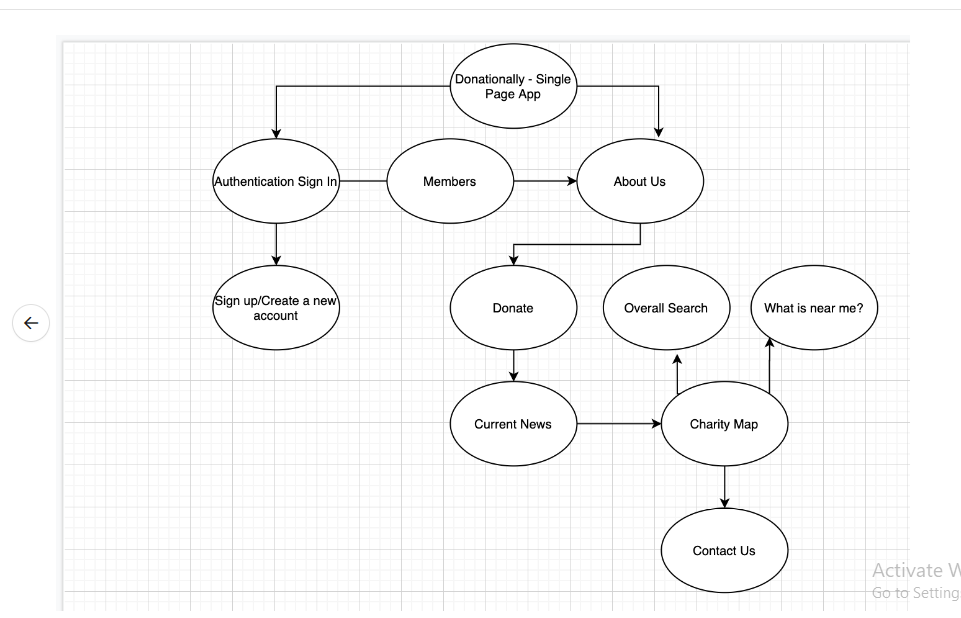 Donationally - Single
Page App
Authentication Sign In
Members
About Us
Sign up/Create a new
account
Donate
Overall Search
What is near me?
Current News
Charity Map
Contact Us
Activate W
Go to Setting